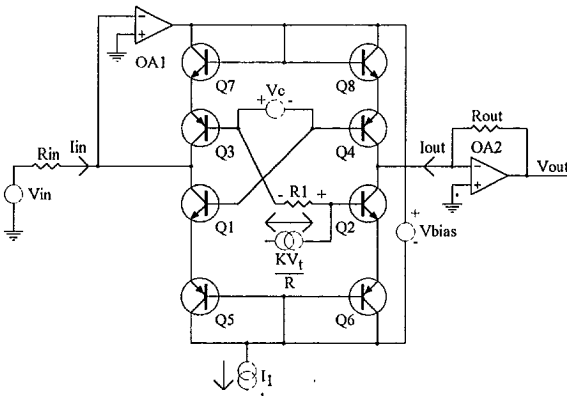 OA1
Q7
Q8
+ Vc -
Q3
Q4
Rin
Iin
Iout
Rout
OA2
Vout
Vin
- R1 +
Q1
Q2
KVt
R
+
Vbias
-
Q5
Q6
I1